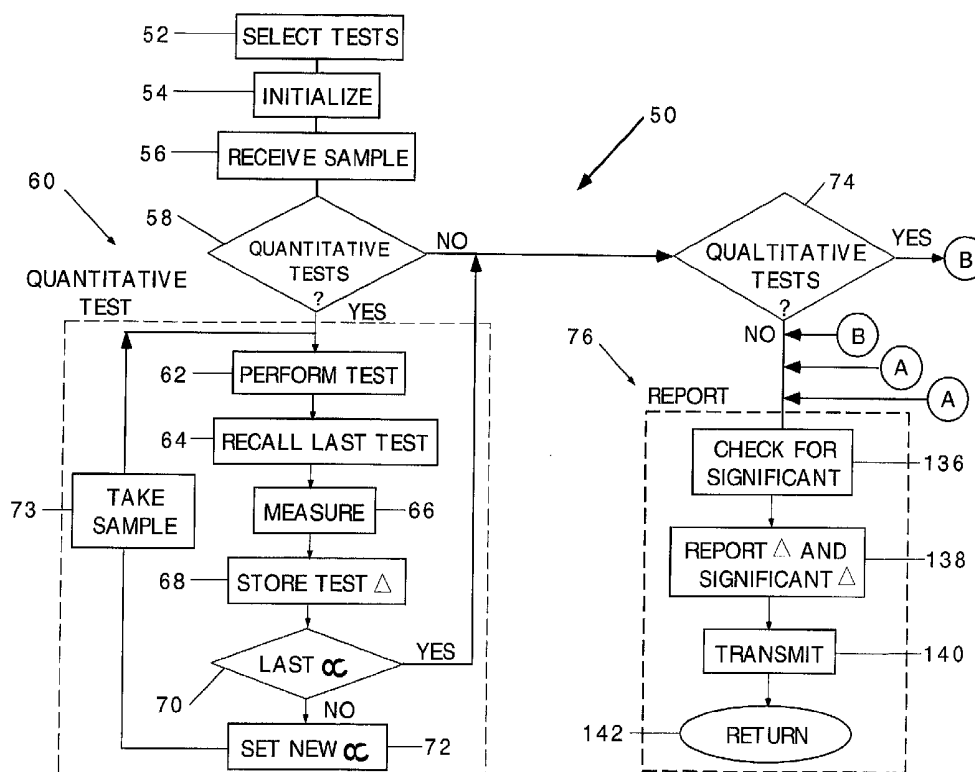 52
SELECT TESTS
54
INITIALIZE
56
RECEIVE SAMPLE
50
60
58
QUANTITATIVE
TESTS
?
NO
YES
74
QUALTITATIVE
TESTS
?
YES
B
NO
B
A
A
QUANTITATIVE
TEST
62
PERFORM TEST
64
RECALL LAST TEST
73
TAKE
SAMPLE
MEASURE
66
68
STORE TEST △
70
LAST ∝
YES
NO
SET NEW ∝
72
76
REPORT
CHECK FOR
SIGNIFICANT
136
REPORT △ AND
SIGNIFICANT △
138
TRANSMIT
140
142
RETURN